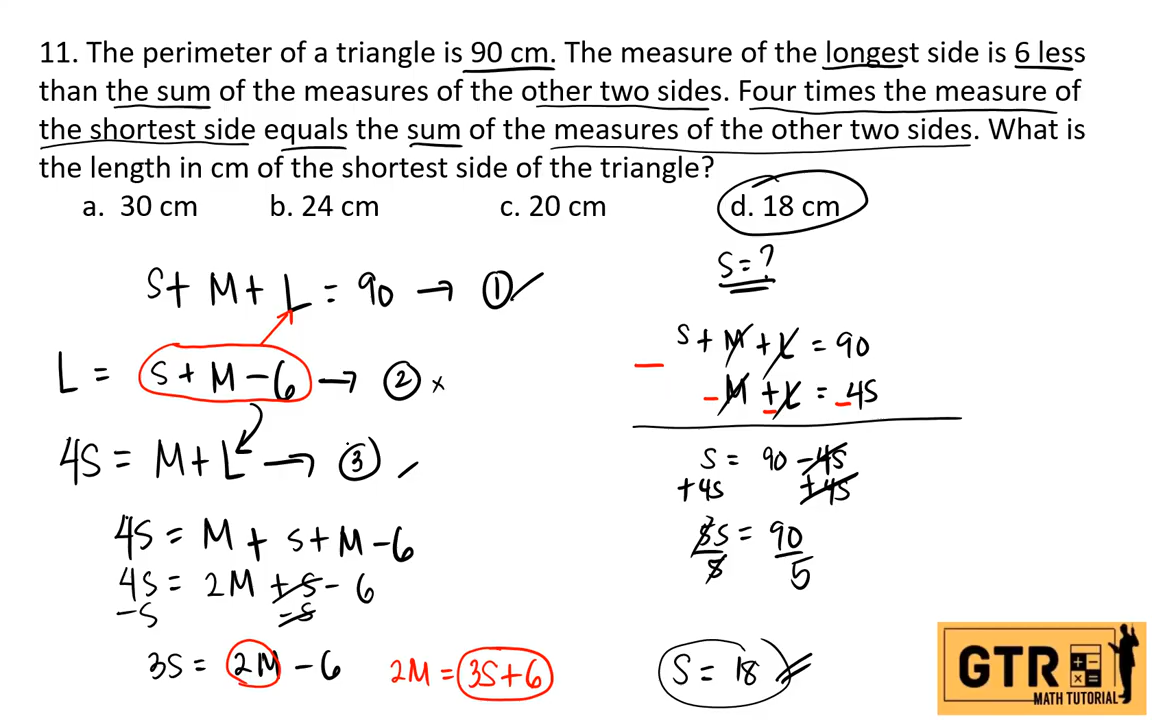 11. The perimeter of a triangle is 90 cm. The measure of the longest side is 6 less
than the sum of the measures of the other two sides. Four times the measure of
the shortest side equals the sum of the measures of the other two sides. What is
the length in cm of the shortest side of the triangle?
a. 30 cm b. 24 cm c. 20 cm d. 18 cm
S + M + L = 90 → ①
L = S + M - 6 → ②
4S = M + L → ③
4S = M + S + M - 6
4S = 2M + S - 6
-S -S
3S = 2M - 6 2M = 3S + 6
S = ?
S + M + L = 90
- M + L = 4S
S = 90 - 4S
+4S +4S
5S = 90
5 5
S = 18
GTR
MATH TUTORIAL